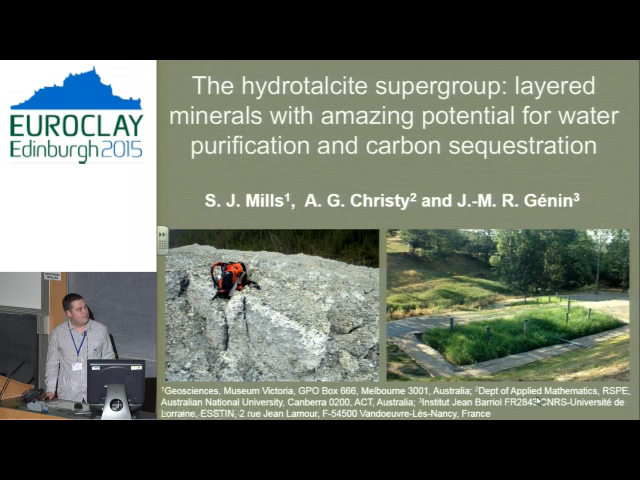 EUROCLAY
Edinburgh2015
The hydrotalcite supergroup: layered
minerals with amazing potential for water
purification and carbon sequestration
S. J. Mills¹, A. G. Christy² and J.-M. R. Génin³
¹Geosciences, Museum Victoria, GPO Box 666, Melbourne 3001, Australia; ²Dept of Applied Mathematics, RSPE,
Australian National University, Canberra 0200, ACT, Australia; ³Institut Jean Barriol FR2843 CNRS-Université de
Lorraine, ESSTIN, 2 rue Jean Lamour, F-54500 Vandoeuvre-Lès-Nancy, France